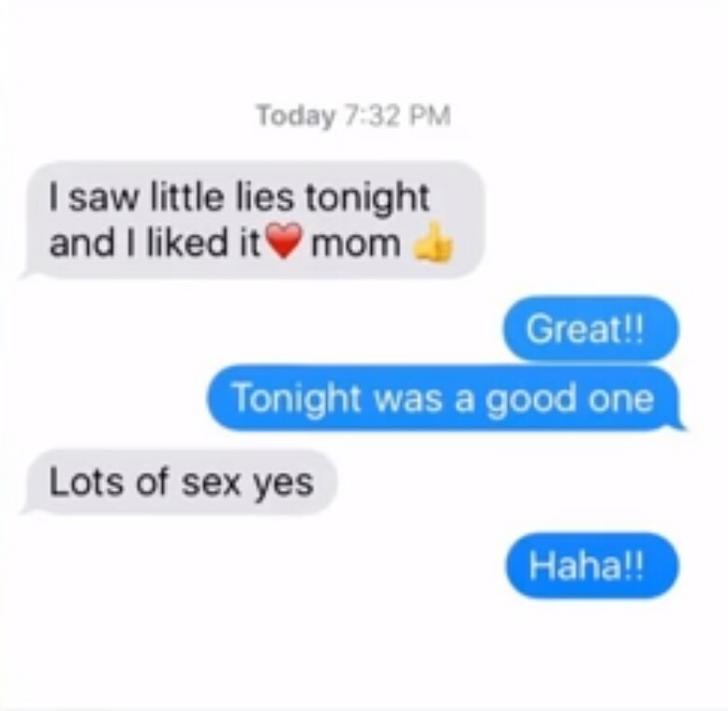 Today 7:32 PM
I saw little lies tonight
and I liked it❤️ mom 👍
Great!!
Tonight was a good one
Lots of sex yes
Haha!!